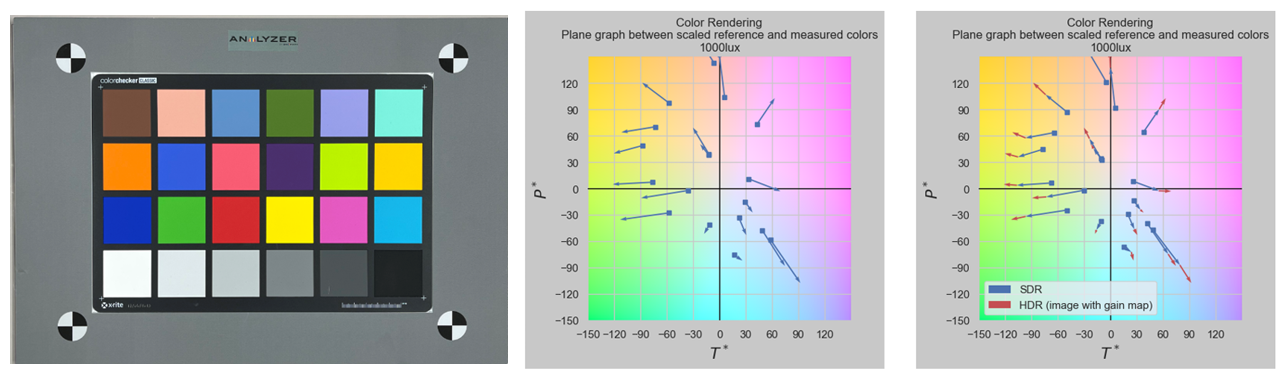 ANALYZER
colorchecker CLASSIC
xrite
Color Rendering
Plane graph between scaled reference and measured colors
1000lux
P*
120
90
60
30
0
−30
−60
−90
−120
−150
−150 −120 −90 −60 −30 0 30 60 90 120
T*
Color Rendering
Plane graph between scaled reference and measured colors
1000lux
P*
120
90
60
30
0
−30
−60
−90
−120
−150
SDR
HDR (image with gain map)
−150 −120 −90 −60 −30 0 30 60 90 120
T*